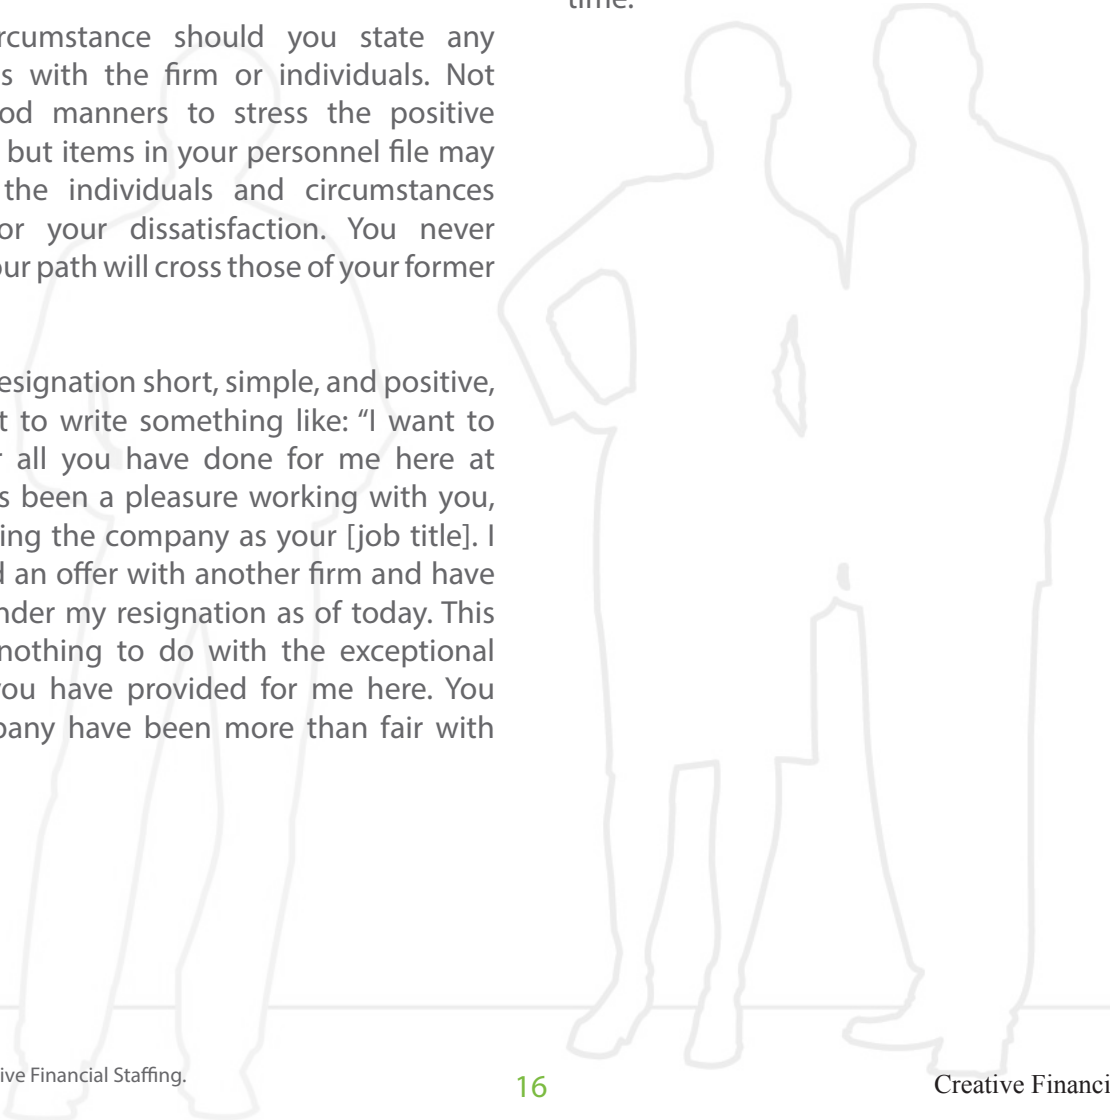 rcumstance should you state any
s with the firm or individuals. Not
od manners to stress the positive
but items in your personnel file may
the individuals and circumstances
or your dissatisfaction. You never
our path will cross those of your former
esignation short, simple, and positive,
t to write something like: “I want to
r all you have done for me here at
s been a pleasure working with you,
ing the company as your [job title]. I
d an offer with another firm and have
nder my resignation as of today. This
nothing to do with the exceptional
you have provided for me here. You
pany have been more than fair with
time.
ive Financial Staffing.
16
Creative Financi